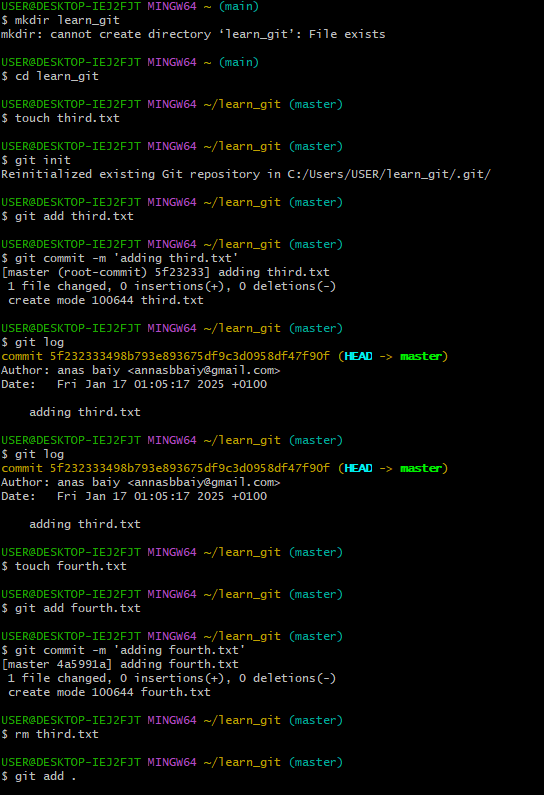 USER@DESKTOP-IEJ2FJT MINGW64 ~ (main)
$ mkdir learn_git
mkdir: cannot create directory ‘learn_git’: File exists
USER@DESKTOP-IEJ2FJT MINGW64 ~ (main)
$ cd learn_git
USER@DESKTOP-IEJ2FJT MINGW64 ~/learn_git (master)
$ touch third.txt
USER@DESKTOP-IEJ2FJT MINGW64 ~/learn_git (master)
$ git init
Reinitialized existing Git repository in C:/Users/USER/learn_git/.git/
USER@DESKTOP-IEJ2FJT MINGW64 ~/learn_git (master)
$ git add third.txt
USER@DESKTOP-IEJ2FJT MINGW64 ~/learn_git (master)
$ git commit -m 'adding third.txt'
[master (root-commit) 5f23233] adding third.txt
 1 file changed, 0 insertions(+), 0 deletions(-)
 create mode 100644 third.txt
USER@DESKTOP-IEJ2FJT MINGW64 ~/learn_git (master)
$ git log
commit 5f232333498b793e893675df9c3d0958df47f90f (HEAD -> master)
Author: anas baiy <annasbbaiy@gmail.com>
Date:   Fri Jan 17 01:05:17 2025 +0100
    adding third.txt
USER@DESKTOP-IEJ2FJT MINGW64 ~/learn_git (master)
$ git log
commit 5f232333498b793e893675df9c3d0958df47f90f (HEAD -> master)
Author: anas baiy <annasbbaiy@gmail.com>
Date:   Fri Jan 17 01:05:17 2025 +0100
    adding third.txt
USER@DESKTOP-IEJ2FJT MINGW64 ~/learn_git (master)
$ touch fourth.txt
USER@DESKTOP-IEJ2FJT MINGW64 ~/learn_git (master)
$ git add fourth.txt
USER@DESKTOP-IEJ2FJT MINGW64 ~/learn_git (master)
$ git commit -m 'adding fourth.txt'
[master 4a5991a] adding fourth.txt
 1 file changed, 0 insertions(+), 0 deletions(-)
 create mode 100644 fourth.txt
USER@DESKTOP-IEJ2FJT MINGW64 ~/learn_git (master)
$ rm third.txt
USER@DESKTOP-IEJ2FJT MINGW64 ~/learn_git (master)
$ git add .